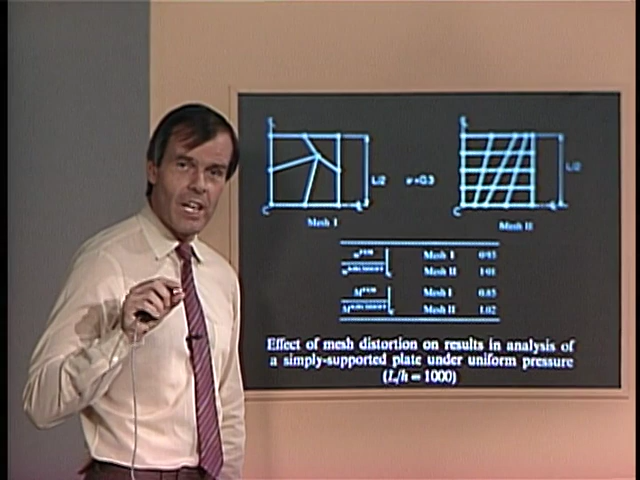 L/2
ν = 0.3
L/2
C
C
Mesh I
Mesh II
Mesh I 0.93
Mesh II 1.01
Mesh I 0.85
Mesh II 1.02
Effect of mesh distortion on results in analysis of
a simply-supported plate under uniform pressure
(L/h = 1000)